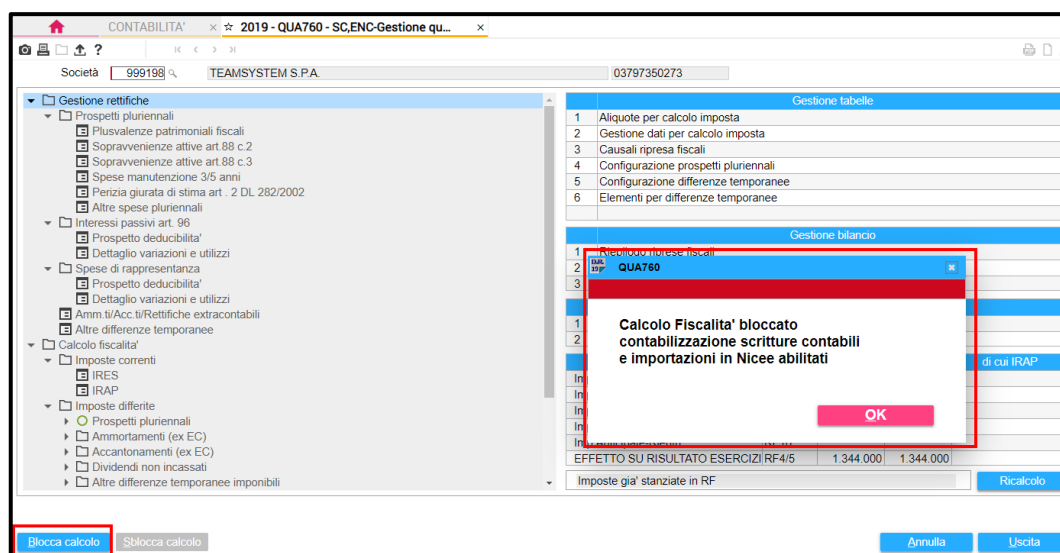 CONTABILITA' × ☆ 2019 - QUA760 - SC,ENC-Gestione qu... ×
?
Società 999198 TEAMSYSTEM S.P.A. 03797350273
Gestione rettifiche
Prospetti pluriennali
Plusvalenze patrimoniali fiscali
Sopravvenienze attive art.88 c.2
Sopravvenienze attive art.88 c.3
Spese manutenzione 3/5 anni
Perizia giurata di stima art . 2 DL 282/2002
Altre spese pluriennali
Interessi passivi art. 96
Prospetto deducibilita'
Dettaglio variazioni e utilizzi
Spese di rappresentanza
Prospetto deducibilita'
Dettaglio variazioni e utilizzi
Amm.ti/Acc.ti/Rettifiche extracontabili
Altre differenze temporanee
Calcolo fiscalita'
Imposte correnti
IRES
IRAP
Imposte differite
Prospetti pluriennali
Ammortamenti (ex EC)
Accantonamenti (ex EC)
Dividendi non incassati
Altre differenze temporanee imponibili
Gestione tabelle
1 Aliquote per calcolo imposta
2 Gestione dati per calcolo imposta
3 Causali ripresa fiscali
4 Configurazione prospetti pluriennali
5 Configurazione differenze temporanee
6 Elementi per differenze temporanee
Gestione bilancio
1 Riepilogo riprese fiscali
2
3
1
2
di cui IRAP
QUA760
Calcolo Fiscalita' bloccato
contabilizzazione scritture contabili
e importazioni in Nicee abilitati
OK
EFFETTO SU RISULTATO ESERCIZI RF4/5 1.344.000 1.344.000
Imposte gia' stanziate in RF Ricalcolo
Blocca calcolo Sblocca calcolo Annulla Uscita